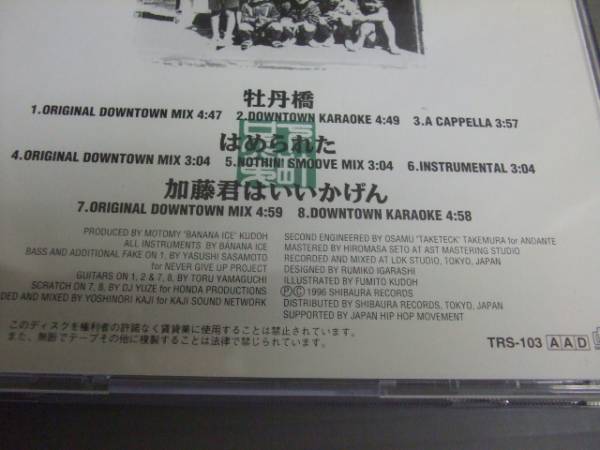 牡丹橋
1.ORIGINAL DOWNTOWN MIX 4:47 2.DOWNTOWN KARAOKE 4:49 3.A CAPPELLA 3:57
はめられた
4.ORIGINAL DOWNTOWN MIX 3:04 5.NOTHIN! SMOOVE MIX 3:04 6.INSTRUMENTAL 3:04
加藤君はいいかげん
7.ORIGINAL DOWNTOWN MIX 4:59 8.DOWNTOWN KARAOKE 4:58
PRODUCED BY MOTOMY "BANANA ICE" KUDOH
ALL INSTRUMENTS BY BANANA ICE
BASS AND ADDITIONAL FAKE ON 1, BY YASUSHI SASAMOTO
for NEVER GIVE UP PROJECT
GUITARS ON 1, 2 & 7, 8, BY TORU YAMAGUCHI
SCRATCH ON 7, 8, BY DJ YUZE for HONDA PRODUCTIONS
DED AND MIXED BY YOSHINORI KAJI for KAJI SOUND NETWORK
SECOND ENGINEERED BY OSAMU "TAKETECK" TAKEMURA for ANDANTE
MASTERED BY HIROMASA SETO AT AST MASTERING STUDIO
RECORDED AND MIXED AT LDK STUDIO, TOKYO, JAPAN
DESIGNED BY RUMIKO IGARASHI
ILLUSTRATED BY FUMITO KUDOH
Ⓟ© 1996 SHIBAURA RECORDS
DISTRIBUTED BY SHIBAURA RECORDS, TOKYO, JAPAN
SUPPORTED BY JAPAN HIP HOP MOVEMENT
このディスクを権利者の許諾なく賃貸業に使用することは禁止されています。
また、無断でテープその他に複製することは法律で禁じられています。
TRS-103 AAD